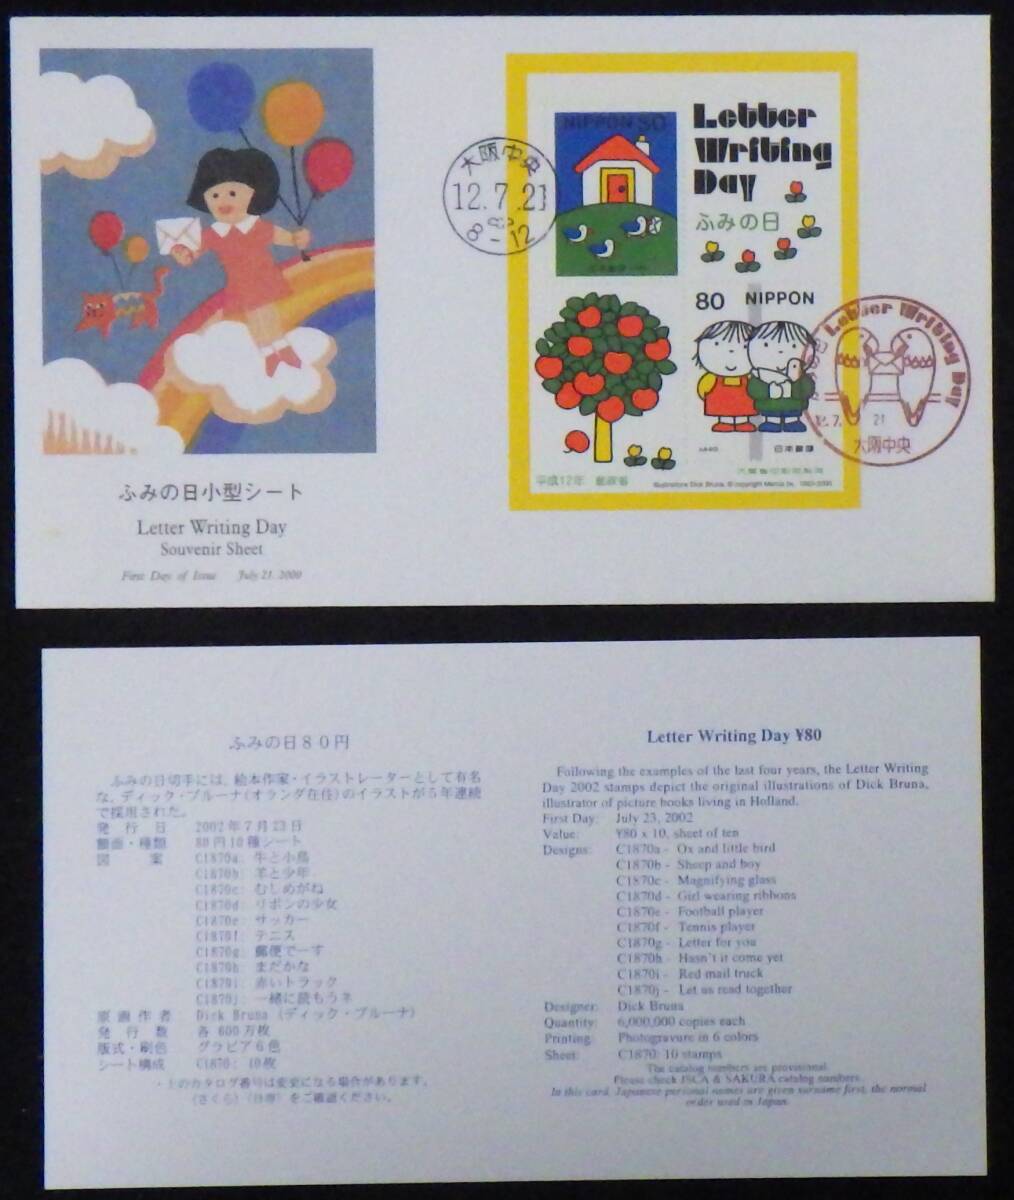 NIPPON 80
Letter
Writing
Day
ふみの日
大阪中央
12.7.21
8-12
80 NIPPON
日本郵便
平成12年 郵政省
Illustrations Dick Bruna, © copyright Mercis bv,
Letter Writing Day
12.7. 21
大阪中央
ふみの日小型シート
Letter Writing Day
Souvenir Sheet
First Day of Issue July 21, 2000
ふみの日80円
ふみの日切手には、絵本作家・イラストレーターとして有名
な、ディック・ブルーナ(オランダ在住)のイラストが5年連続
で採用された。
発行日 2002年7月23日
額面・種類 80円10種シート
図案 C1870a: 牛と小鳥
C1870b: 羊と少年
C1870c: むしめがね
C1870d: リボンの少女
C1870e: サッカー
C1870f: テニス
C1870g: 郵便でーす
C1870h: まだかな
C1870i: 赤いトラック
C1870j: 一緒に読もうネ
原画作者 Dick Bruna (ディック・ブルーナ)
発行数 各 600万枚
版式・刷色 グラビア6色
シート構成 C1870: 10枚
・上のカタログ番号は変更になる場合があります。
(さくら) (日専) をご確認ください。
Letter Writing Day ¥80
Following the examples of the last four years, the Letter Writing
Day 2002 stamps depict the original illustrations of Dick Bruna,
illustrator of picture books living in Holland.
First Day: July 23, 2002
Value: ¥80 x 10, sheet of ten
Designs: C1870a - Ox and little bird
C1870b - Sheep and boy
C1870c - Magnifying glass
C1870d - Girl wearing ribbons
C1870e - Football player
C1870f - Tennis player
C1870g - Letter for you
C1870h - Hasn't it come yet
C1870i - Red mail truck
C1870j - Let us read together
Designer: Dick Bruna
Quantity: 6,000,000 copies each
Printing: Photogravure in 6 colors
Sheet: C1870: 10 stamps
The catalog numbers are provisional.
Please check JSCA & SAKURA catalog numbers.
In this card, Japanese personal names are given surname first, the normal
order used in Japan.